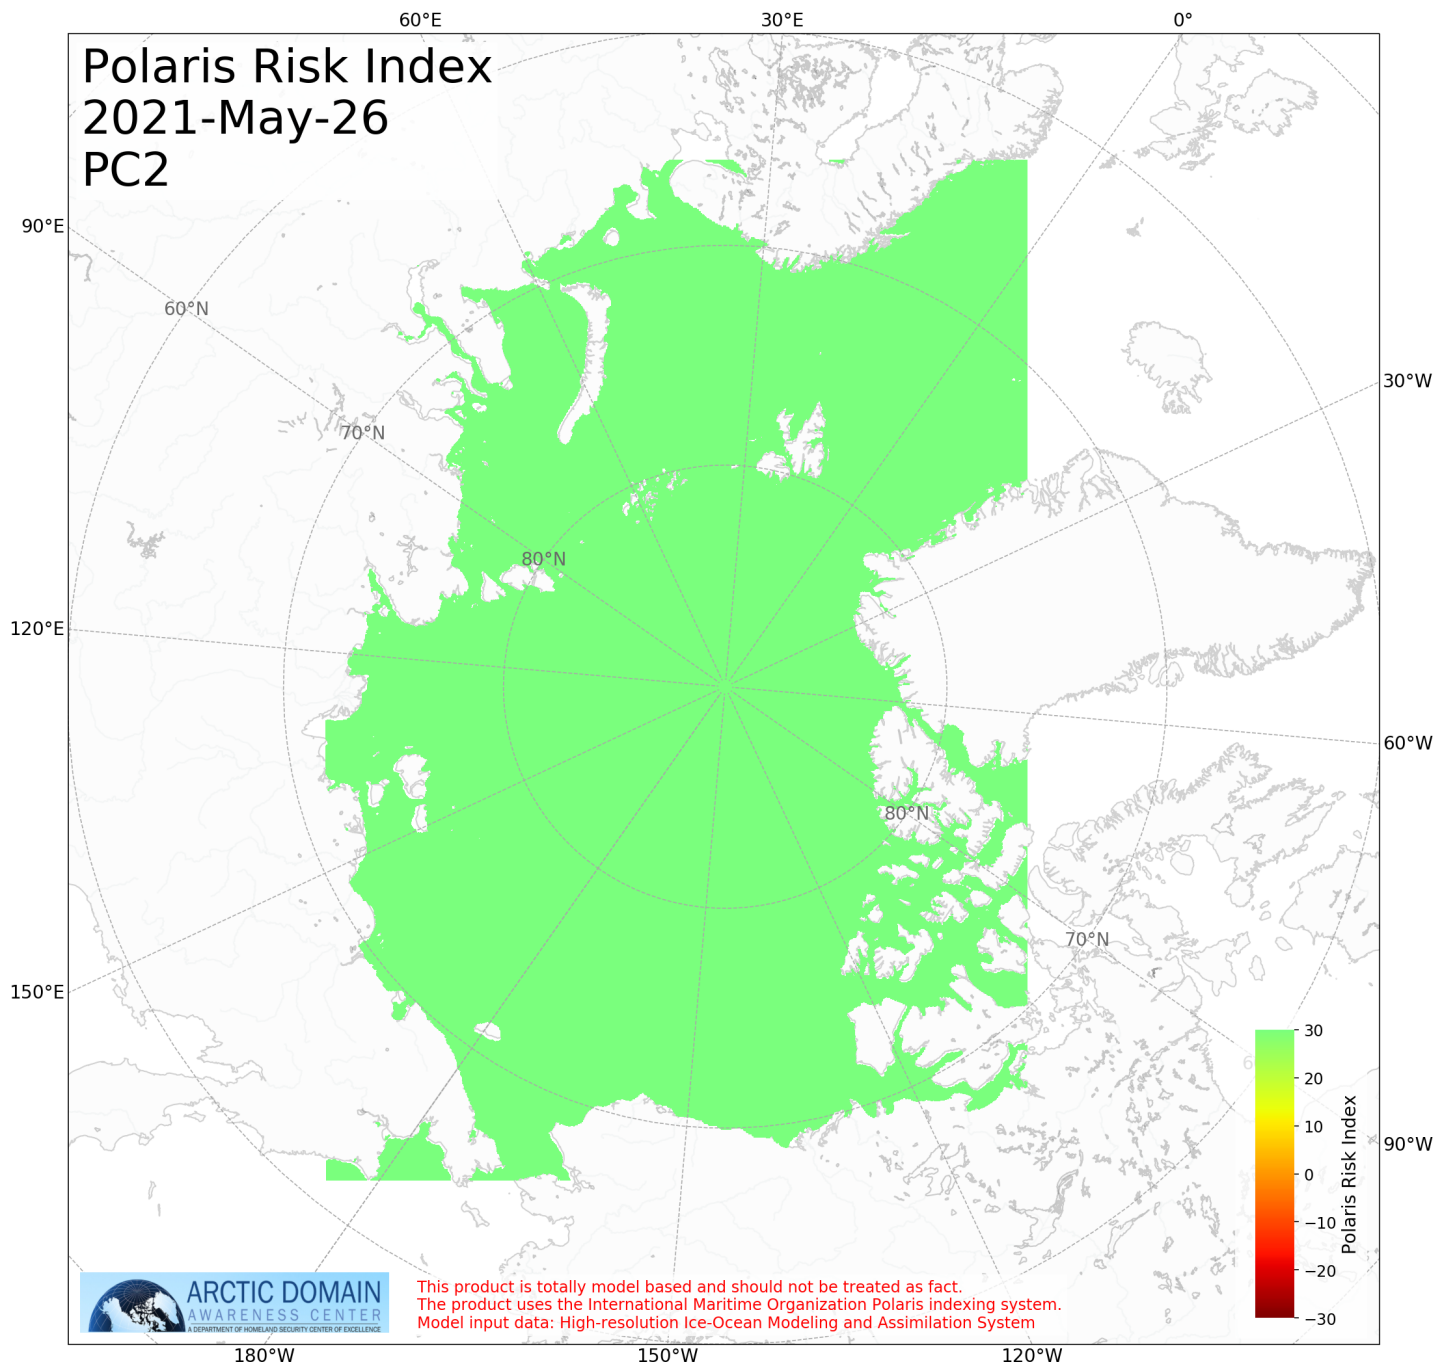 60°E 30°E 0°
Polaris Risk Index
2021-May-26
PC2
90°E
60°N
30°W
70°N
80°N
120°E
60°W
80°N
70°N
150°E
30
20
10
0
−10
−20
−30
Polaris Risk Index
90°W
ARCTIC DOMAIN
AWARENESS CENTER
A DEPARTMENT OF HOMELAND SECURITY CENTER OF EXCELLENCE
This product is totally model based and should not be treated as fact.
The product uses the International Maritime Organization Polaris indexing system.
Model input data: High-resolution Ice-Ocean Modeling and Assimilation System
180°W 150°W 120°W